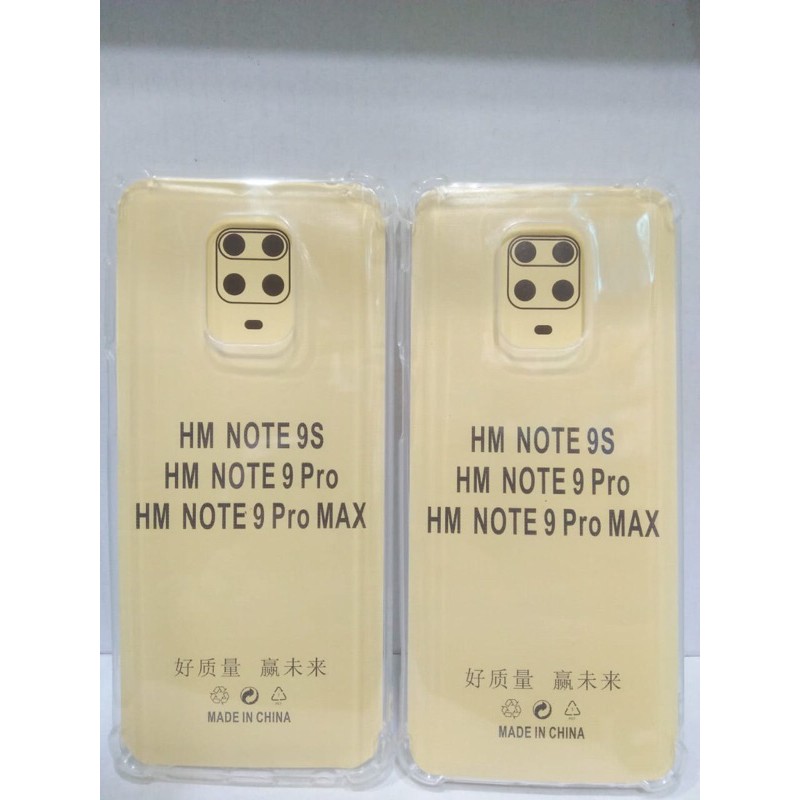 HM NOTE 9S
HM NOTE 9 Pro
HM NOTE 9 Pro MAX
好质量 赢未来
MADE IN CHINA
HM NOTE 9S
HM NOTE 9 Pro
HM NOTE 9 Pro MAX
好质量 赢未来
MADE IN CHINA